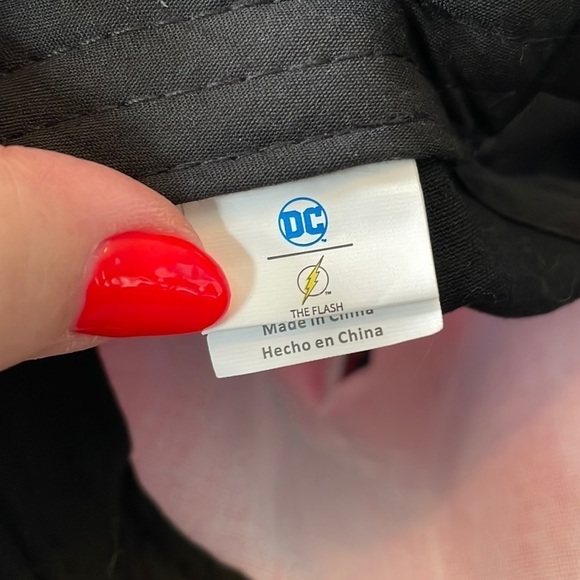 DC
THE FLASH
Made in China
Hecho en China